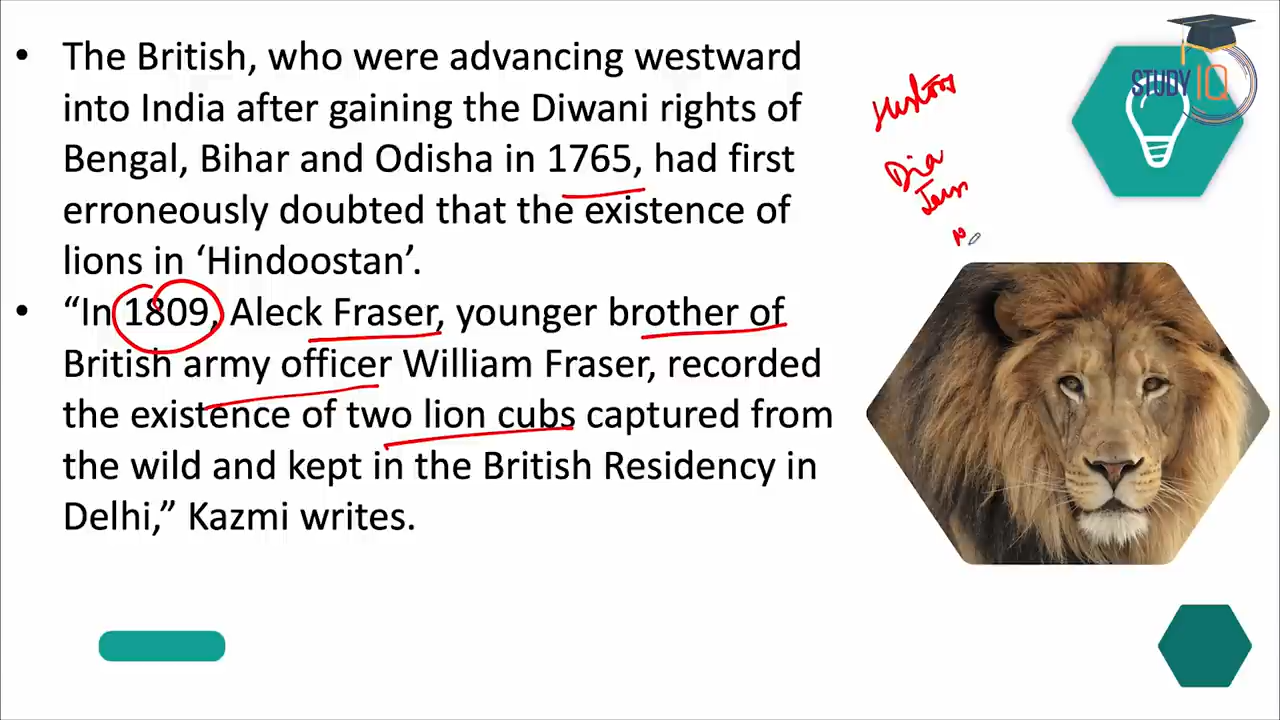 • The British, who were advancing westward
into India after gaining the Diwani rights of
Bengal, Bihar and Odisha in 1765, had first
erroneously doubted that the existence of
lions in ‘Hindoostan’.
• “In 1809, Aleck Fraser, younger brother of
British army officer William Fraser, recorded
the existence of two lion cubs captured from
the wild and kept in the British Residency in
Delhi,” Kazmi writes.
STUDY IQ